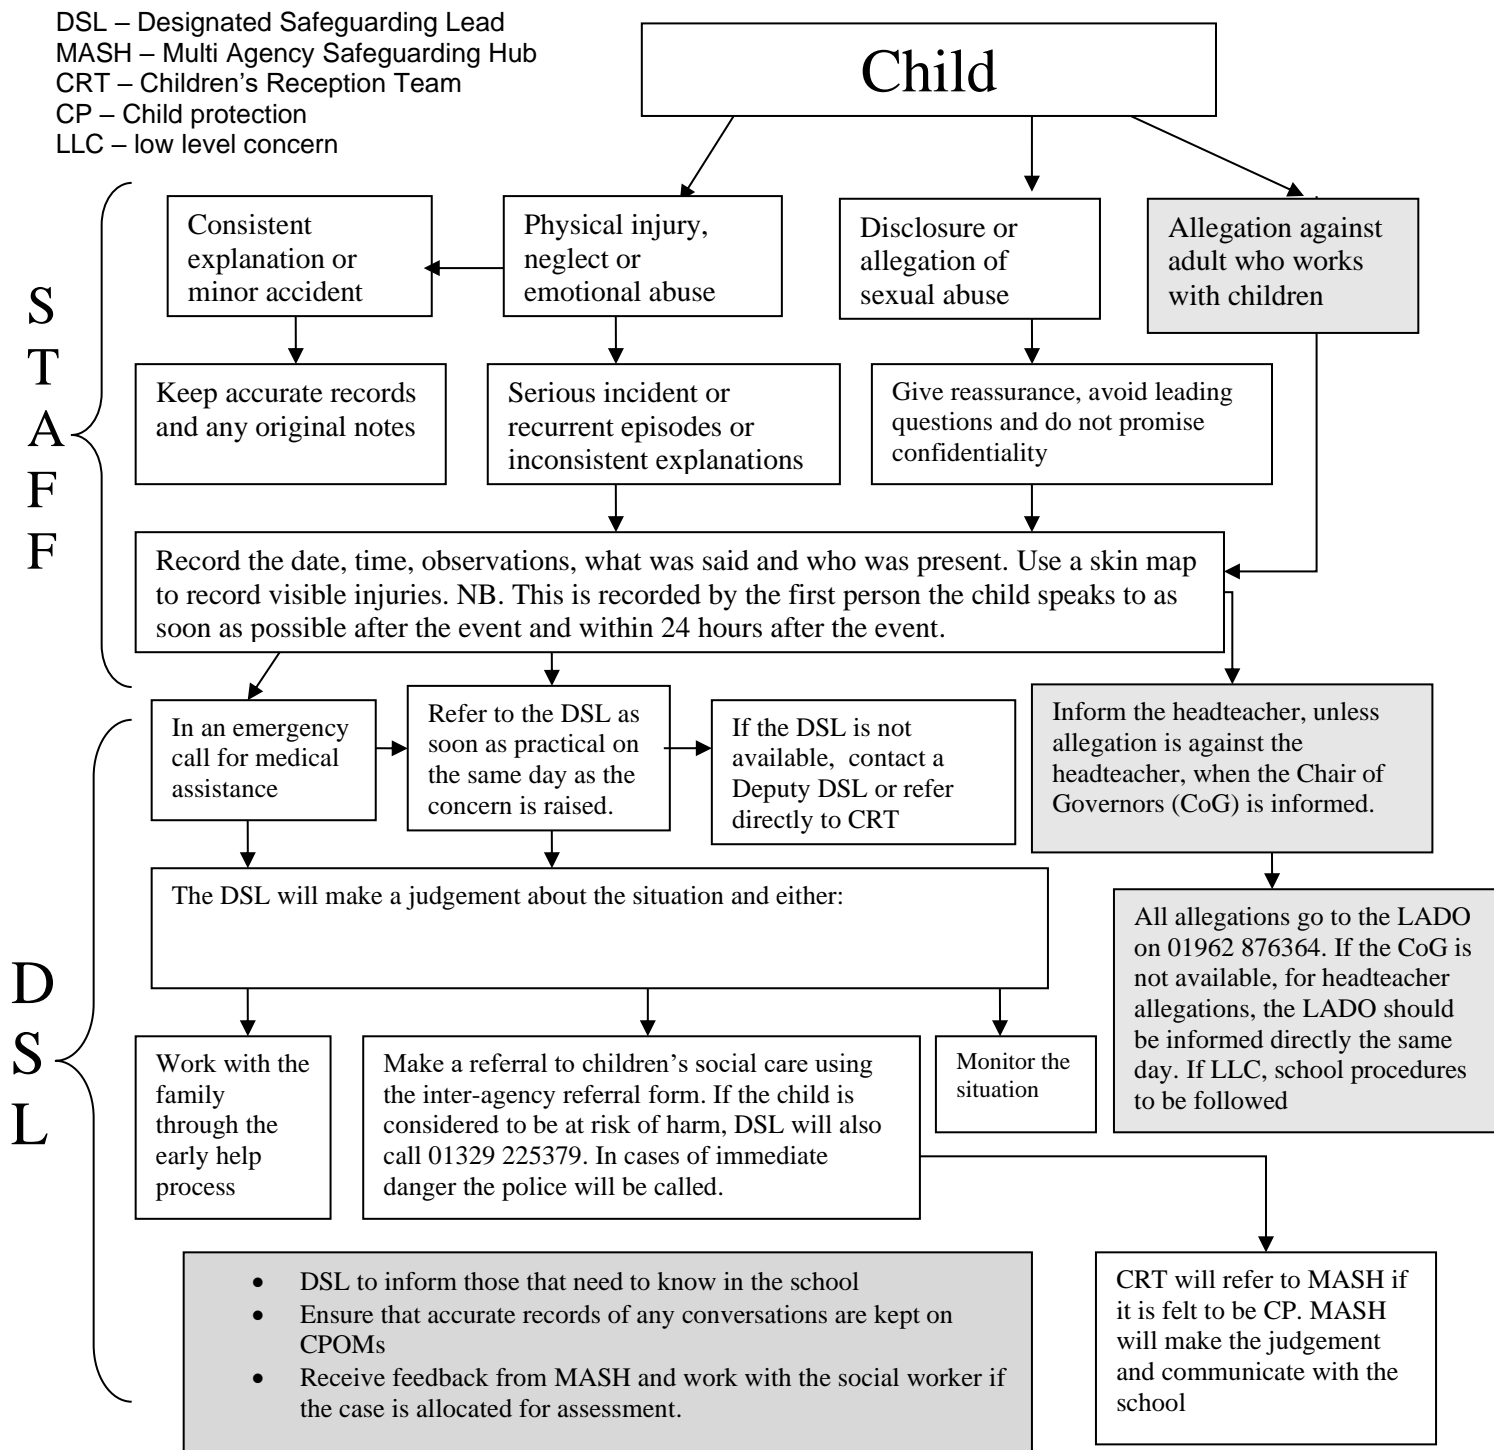 DSL – Designated Safeguarding Lead
MASH – Multi Agency Safeguarding Hub
CRT – Children's Reception Team
CP – Child protection
LLC – low level concern
Child
S
T
A
F
F
Consistent
explanation or
minor accident
Physical injury,
neglect or
emotional abuse
Disclosure or
allegation of
sexual abuse
Allegation against
adult who works
with children
Keep accurate records
and any original notes
Serious incident or
recurrent episodes or
inconsistent explanations
Give reassurance, avoid leading
questions and do not promise
confidentiality
Record the date, time, observations, what was said and who was present. Use a skin map
to record visible injuries. NB. This is recorded by the first person the child speaks to as
soon as possible after the event and within 24 hours after the event.
D
S
L
In an emergency
call for medical
assistance
Refer to the DSL as
soon as practical on
the same day as the
concern is raised.
If the DSL is not
available,  contact a
Deputy DSL or refer
directly to CRT
Inform the headteacher, unless
allegation is against the
headteacher, when the Chair of
Governors (CoG) is informed.
The DSL will make a judgement about the situation and either:
All allegations go to the LADO
on 01962 876364. If the CoG is
not available, for headteacher
allegations, the LADO should
be informed directly the same
day. If LLC, school procedures
to be followed
Work with the
family
through the
early help
process
Make a referral to children's social care using
the inter-agency referral form. If the child is
considered to be at risk of harm, DSL will also
call 01329 225379. In cases of immediate
danger the police will be called.
Monitor the
situation
• DSL to inform those that need to know in the school
• Ensure that accurate records of any conversations are kept on
CPOMs
• Receive feedback from MASH and work with the social worker if
the case is allocated for assessment.
CRT will refer to MASH if
it is felt to be CP. MASH
will make the judgement
and communicate with the
school